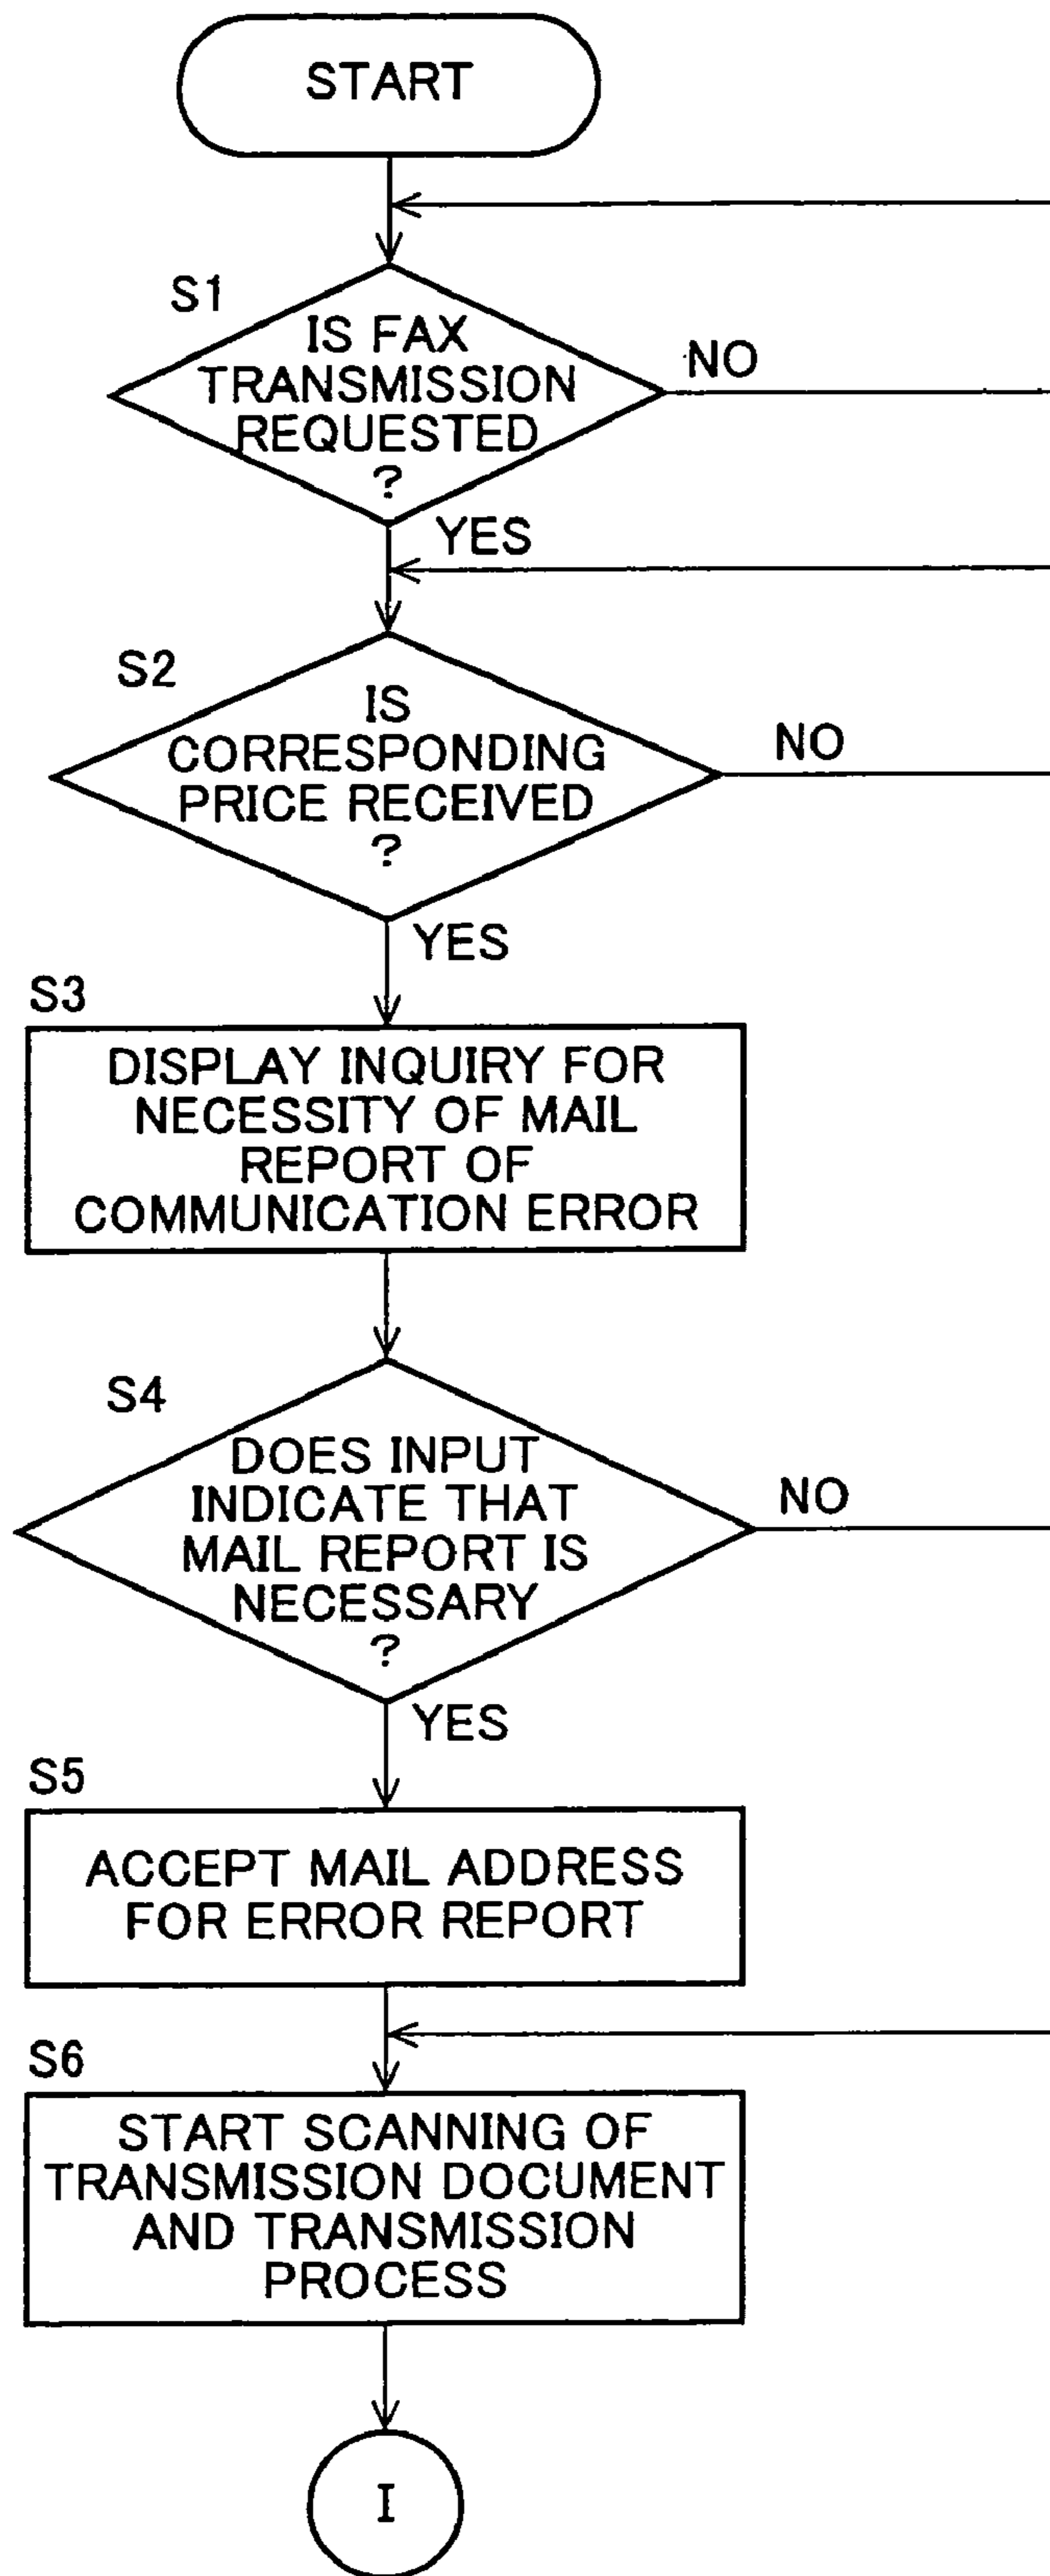 START
S1
IS FAX
TRANSMISSION
REQUESTED
?
NO
YES
S2
IS
CORRESPONDING
PRICE RECEIVED
?
NO
YES
S3
DISPLAY INQUIRY FOR
NECESSITY OF MAIL
REPORT OF
COMMUNICATION ERROR
S4
DOES INPUT
INDICATE THAT
MAIL REPORT IS
NECESSARY
?
NO
YES
S5
ACCEPT MAIL ADDRESS
FOR ERROR REPORT
S6
START SCANNING OF
TRANSMISSION DOCUMENT
AND TRANSMISSION
PROCESS
I